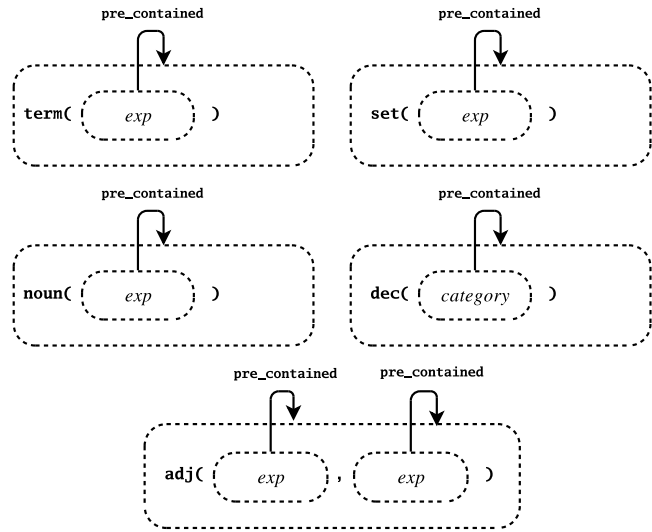 pre_contained pre_contained
term( exp ) set( exp )
pre_contained pre_contained
noun( exp ) dec( category )
pre_contained pre_contained
adj( exp , exp )